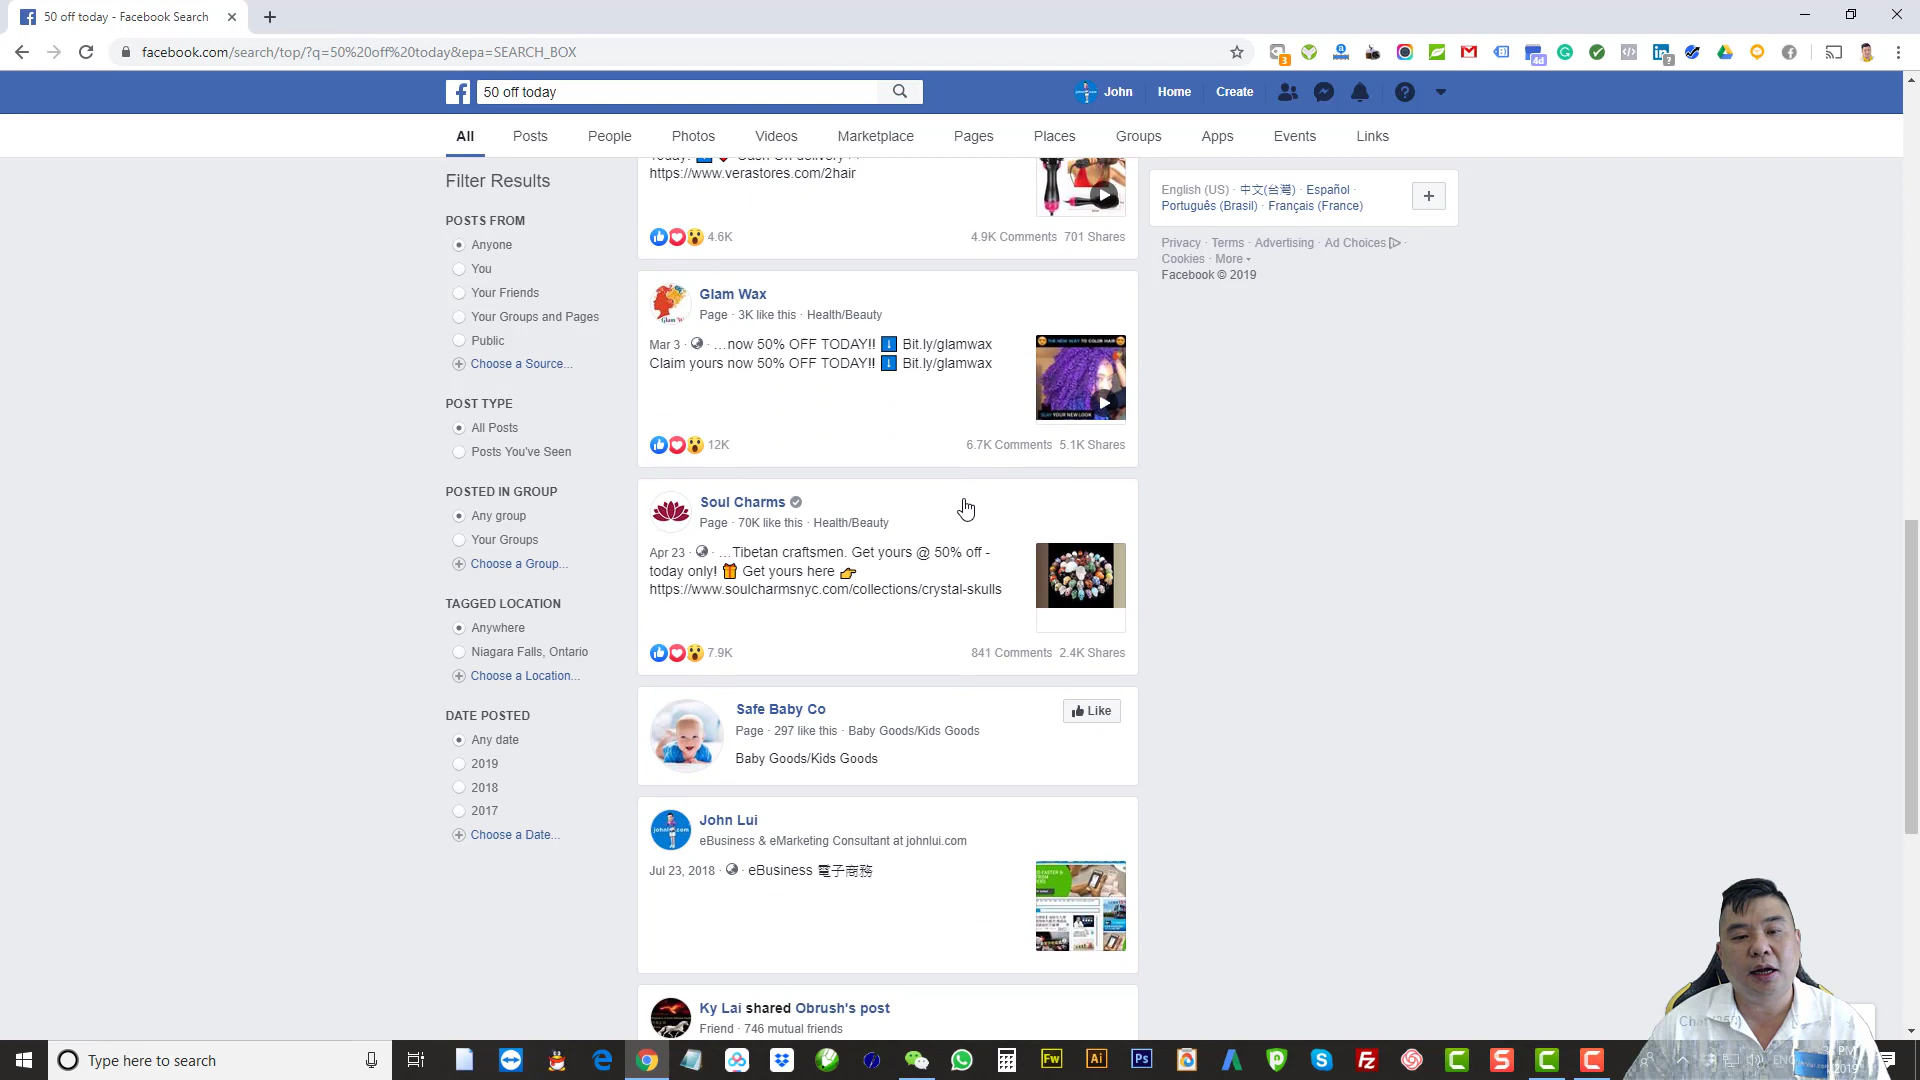 50 off today - Facebook Search
facebook.com/search/top/?q=50%20off%20today&epa=SEARCH_BOX
50 off today
John Home Create
All Posts People Photos Videos Marketplace Pages Places Groups Apps Events Links
Filter Results
POSTS FROM
Anyone
You
Your Friends
Your Groups and Pages
Public
Choose a Source...
POST TYPE
All Posts
Posts You've Seen
POSTED IN GROUP
Any group
Your Groups
Choose a Group...
TAGGED LOCATION
Anywhere
Niagara Falls, Ontario
Choose a Location...
DATE POSTED
Any date
2019
2018
2017
Choose a Date...
https://www.verastores.com/2hair
4.6K 4.9K Comments 701 Shares
Glam Wax
Page · 3K like this · Health/Beauty
Mar 3 · ...now 50% OFF TODAY!! ⬇️ Bit.ly/glamwax
Claim yours now 50% OFF TODAY!! ⬇️ Bit.ly/glamwax
THE NEW WAY TO COLOR HAIR
SLAY YOUR NEW LOOK
12K 6.7K Comments 5.1K Shares
Soul Charms
Page · 70K like this · Health/Beauty
Apr 23 · ...Tibetan craftsmen. Get yours @ 50% off -
today only! 🎁 Get yours here 👉
https://www.soulcharmsnyc.com/collections/crystal-skulls
7.9K 841 Comments 2.4K Shares
Safe Baby Co
Page · 297 like this · Baby Goods/Kids Goods
Baby Goods/Kids Goods
Like
John Lui
eBusiness & eMarketing Consultant at johnlui.com
Jul 23, 2018 · eBusiness 電子商務
Ky Lai shared Obrush's post
Friend · 746 mutual friends
English (US) · 中文(台灣) · Español ·
Português (Brasil) · Français (France)
Privacy · Terms · Advertising · Ad Choices ·
Cookies · More
Facebook © 2019
Type here to search